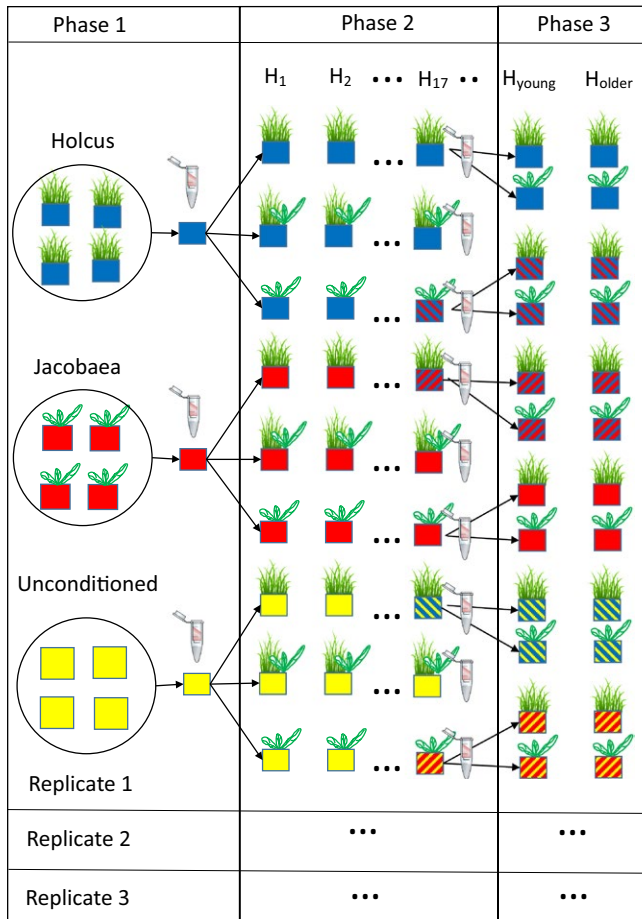 Phase 1 Phase 2 Phase 3
H1 H2 ••• H17 •• Hyoung Holder
Holcus
•••
•••
•••
Jacobaea
•••
•••
•••
Unconditioned
•••
•••
•••
Replicate 1
Replicate 2 ••• •••
Replicate 3 ••• •••